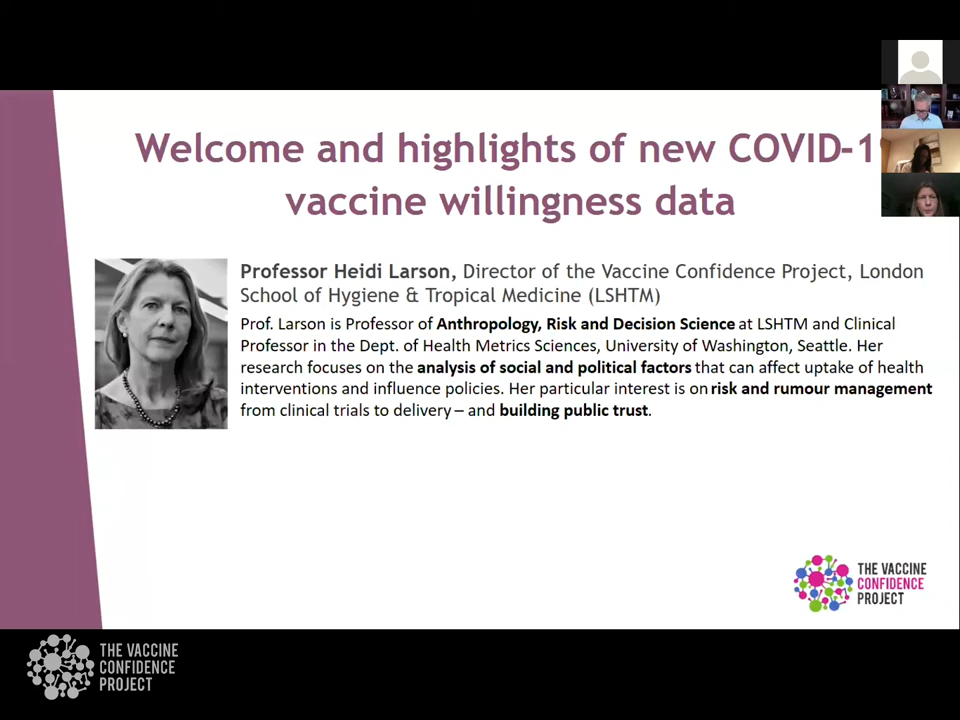 Welcome and highlights of new COVID-1
vaccine willingness data
Professor Heidi Larson, Director of the Vaccine Confidence Project, London
School of Hygiene & Tropical Medicine (LSHTM)
Prof. Larson is Professor of Anthropology, Risk and Decision Science at LSHTM and Clinical
Professor in the Dept. of Health Metrics Sciences, University of Washington, Seattle. Her
research focuses on the analysis of social and political factors that can affect uptake of health
interventions and influence policies. Her particular interest is on risk and rumour management
from clinical trials to delivery – and building public trust.
THE VACCINE
CONFIDENCE
PROJECT
THE VACCINE
CONFIDENCE
PROJECT